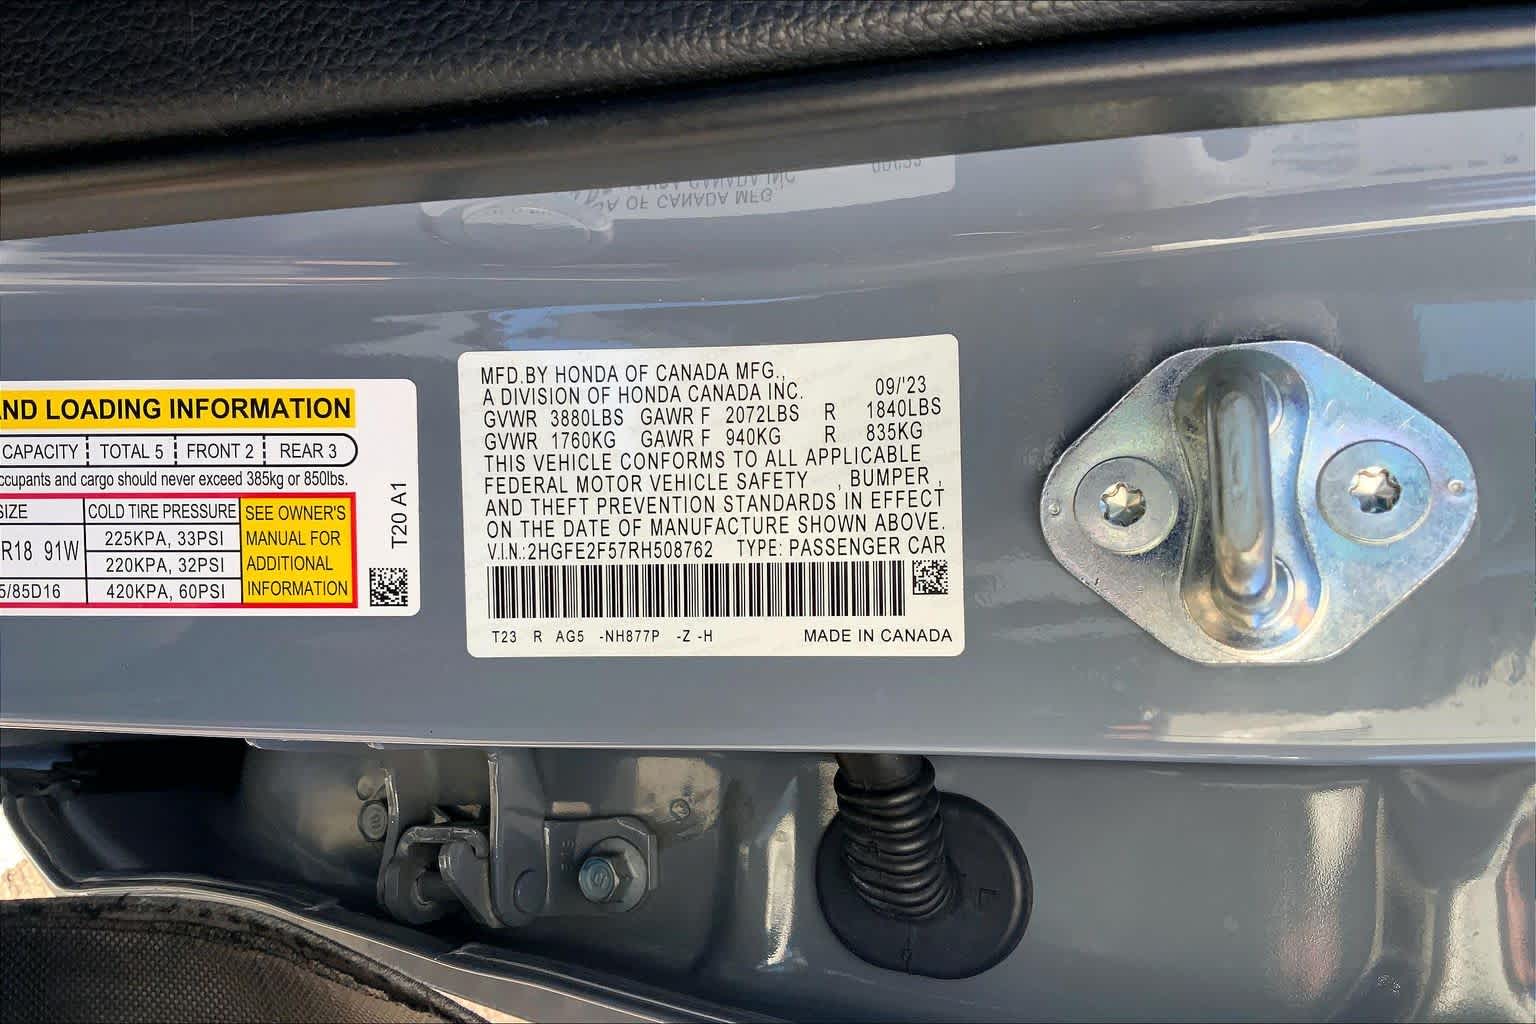 AND LOADING INFORMATION
CAPACITY TOTAL 5 FRONT 2 REAR 3
ccupants and cargo should never exceed 385kg or 850lbs.
SIZE COLD TIRE PRESSURE SEE OWNER'S
MANUAL FOR
ADDITIONAL
INFORMATION
R18 91W 225KPA, 33PSI
220KPA, 32PSI
5/85D16 420KPA, 60PSI
T20 A1
MFD.BY HONDA OF CANADA MFG.,
A DIVISION OF HONDA CANADA INC. 09/'23
GVWR 3880LBS GAWR F 2072LBS R 1840LBS
GVWR 1760KG GAWR F 940KG R 835KG
THIS VEHICLE CONFORMS TO ALL APPLICABLE
FEDERAL MOTOR VEHICLE SAFETY , BUMPER ,
AND THEFT PREVENTION STANDARDS IN EFFECT
ON THE DATE OF MANUFACTURE SHOWN ABOVE.
V.I.N.:2HGFE2F57RH508762 TYPE: PASSENGER CAR
T23 R AG5 -NH877P -Z -H MADE IN CANADA
L